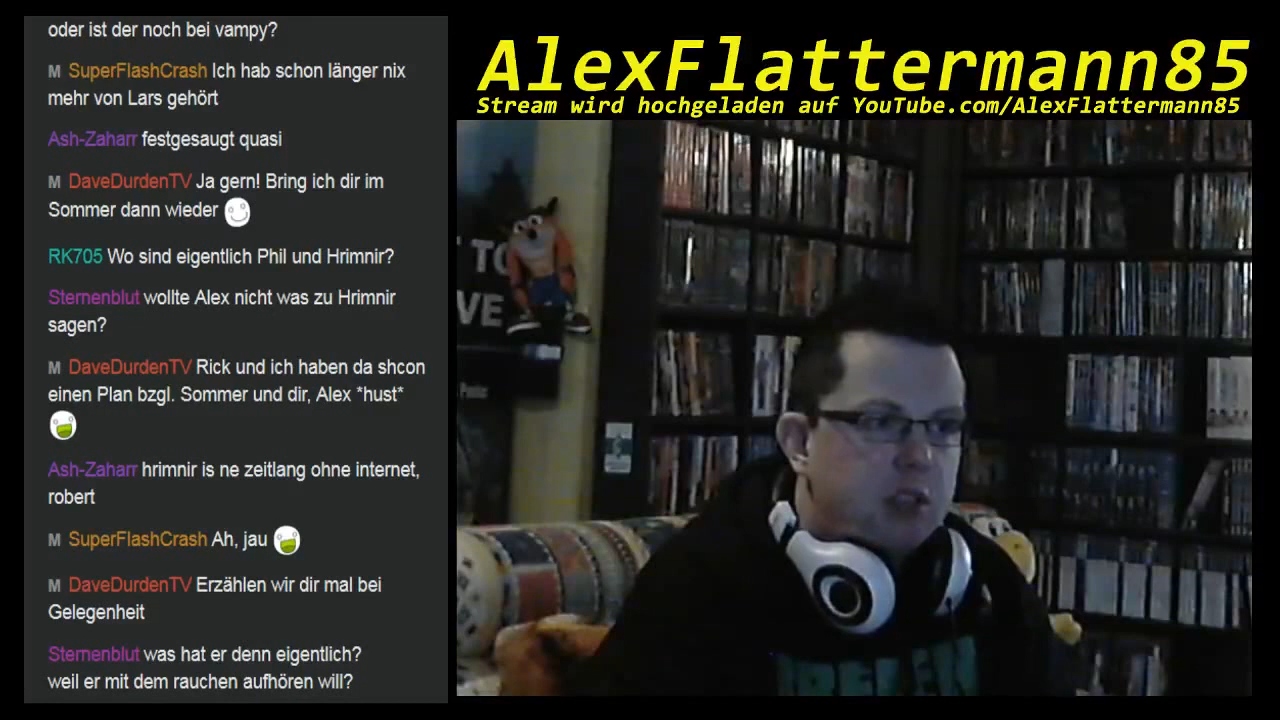 oder ist der noch bei vampy?
M SuperFlashCrash Ich hab schon länger nix
mehr von Lars gehört
Ash-Zaharr festgesaugt quasi
M DaveDurdenTV Ja gern! Bring ich dir im
Sommer dann wieder
RK705 Wo sind eigentlich Phil und Hrimnir?
Sternenblut wollte Alex nicht was zu Hrimnir
sagen?
M DaveDurdenTV Rick und ich haben da shcon
einen Plan bzgl. Sommer und dir, Alex *hust*
Ash-Zaharr hrimnir is ne zeitlang ohne internet,
robert
M SuperFlashCrash Ah, jau
M DaveDurdenTV Erzählen wir dir mal bei
Gelegenheit
Sternenblut was hat er denn eigentlich?
weil er mit dem rauchen aufhören will?
AlexFlattermann85
Stream wird hochgeladen auf YouTube.com/AlexFlattermann85